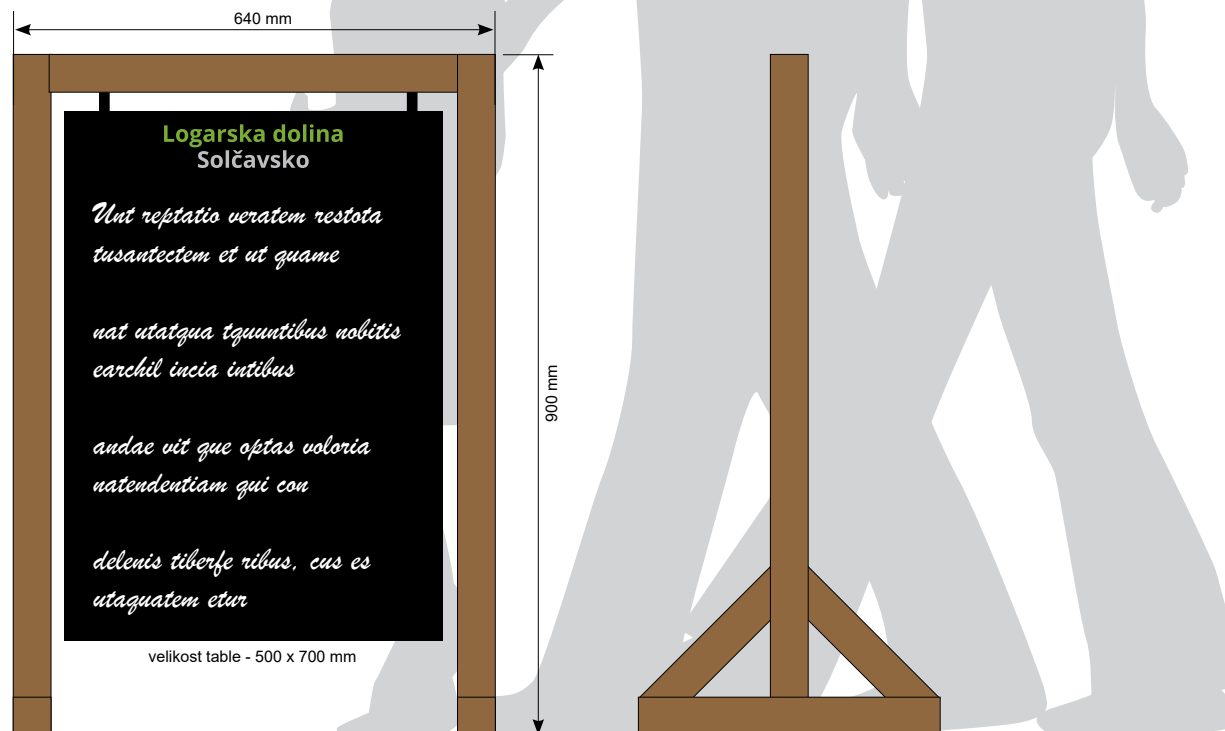 640 mm
Logarska dolina
Solčavsko
Unt reptatio veratem restota
tusantectem et ut quame
nat utatqua tquuntibus nobitis
earchil incia intibus
andae vit que optas voloria
natendentiam qui con
delenis tiberfe ribus, cus es
utaquatem etur
velikost table - 500 x 700 mm
900 mm